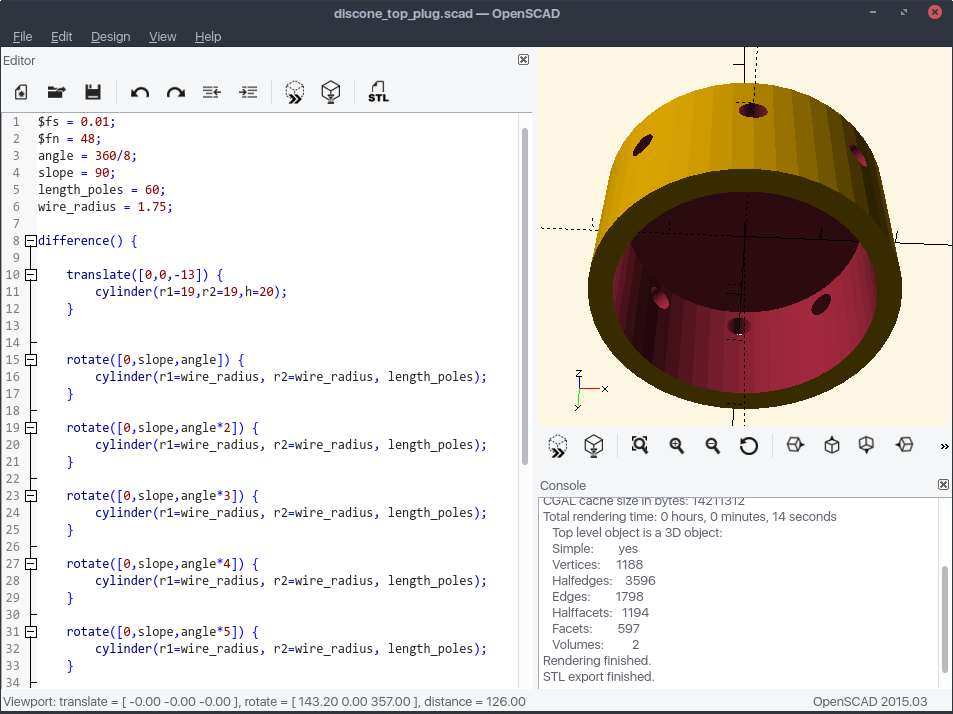 discone_top_plug.scad — OpenSCAD
File Edit Design View Help
Editor
STL
1 $fs = 0.01;
2 $fn = 48;
3 angle = 360/8;
4 slope = 90;
5 length_poles = 60;
6 wire_radius = 1.75;
7
8 difference() {
9
10 translate([0,0,-13]) {
11 cylinder(r1=19,r2=19,h=20);
12 }
13
14
15 rotate([0,slope,angle]) {
16 cylinder(r1=wire_radius, r2=wire_radius, length_poles);
17 }
18
19 rotate([0,slope,angle*2]) {
20 cylinder(r1=wire_radius, r2=wire_radius, length_poles);
21 }
22
23 rotate([0,slope,angle*3]) {
24 cylinder(r1=wire_radius, r2=wire_radius, length_poles);
25 }
26
27 rotate([0,slope,angle*4]) {
28 cylinder(r1=wire_radius, r2=wire_radius, length_poles);
29 }
30
31 rotate([0,slope,angle*5]) {
32 cylinder(r1=wire_radius, r2=wire_radius, length_poles);
33 }
34
z
x
y
Console
CGAL cache size in bytes: 14211312
Total rendering time: 0 hours, 0 minutes, 14 seconds
Top level object is a 3D object:
Simple: yes
Vertices: 1188
Halfedges: 3596
Edges: 1798
Halffacets: 1194
Facets: 597
Volumes: 2
Rendering finished.
STL export finished.
Viewport: translate = [ -0.00 -0.00 -0.00 ], rotate = [ 143.20 0.00 357.00 ], distance = 126.00
OpenSCAD 2015.03